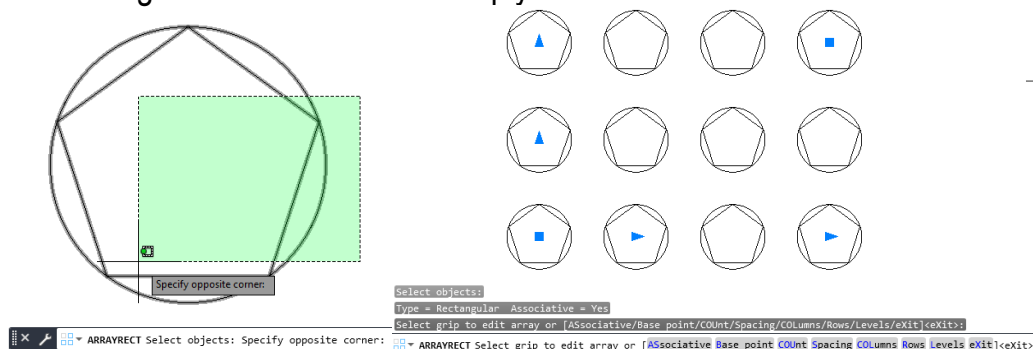 Specify opposite corner:
ARRAYRECT Select objects: Specify opposite corner:
Select objects:
Type = Rectangular  Associative = Yes
Select grip to edit array or [ASsociative/Base point/COUnt/Spacing/COLumns/Rows/Levels/eXit]<eXit>:
ARRAYRECT Select grip to edit array or [ASsociative Base point COUnt Spacing COLumns Rows Levels eXit]<eXit>